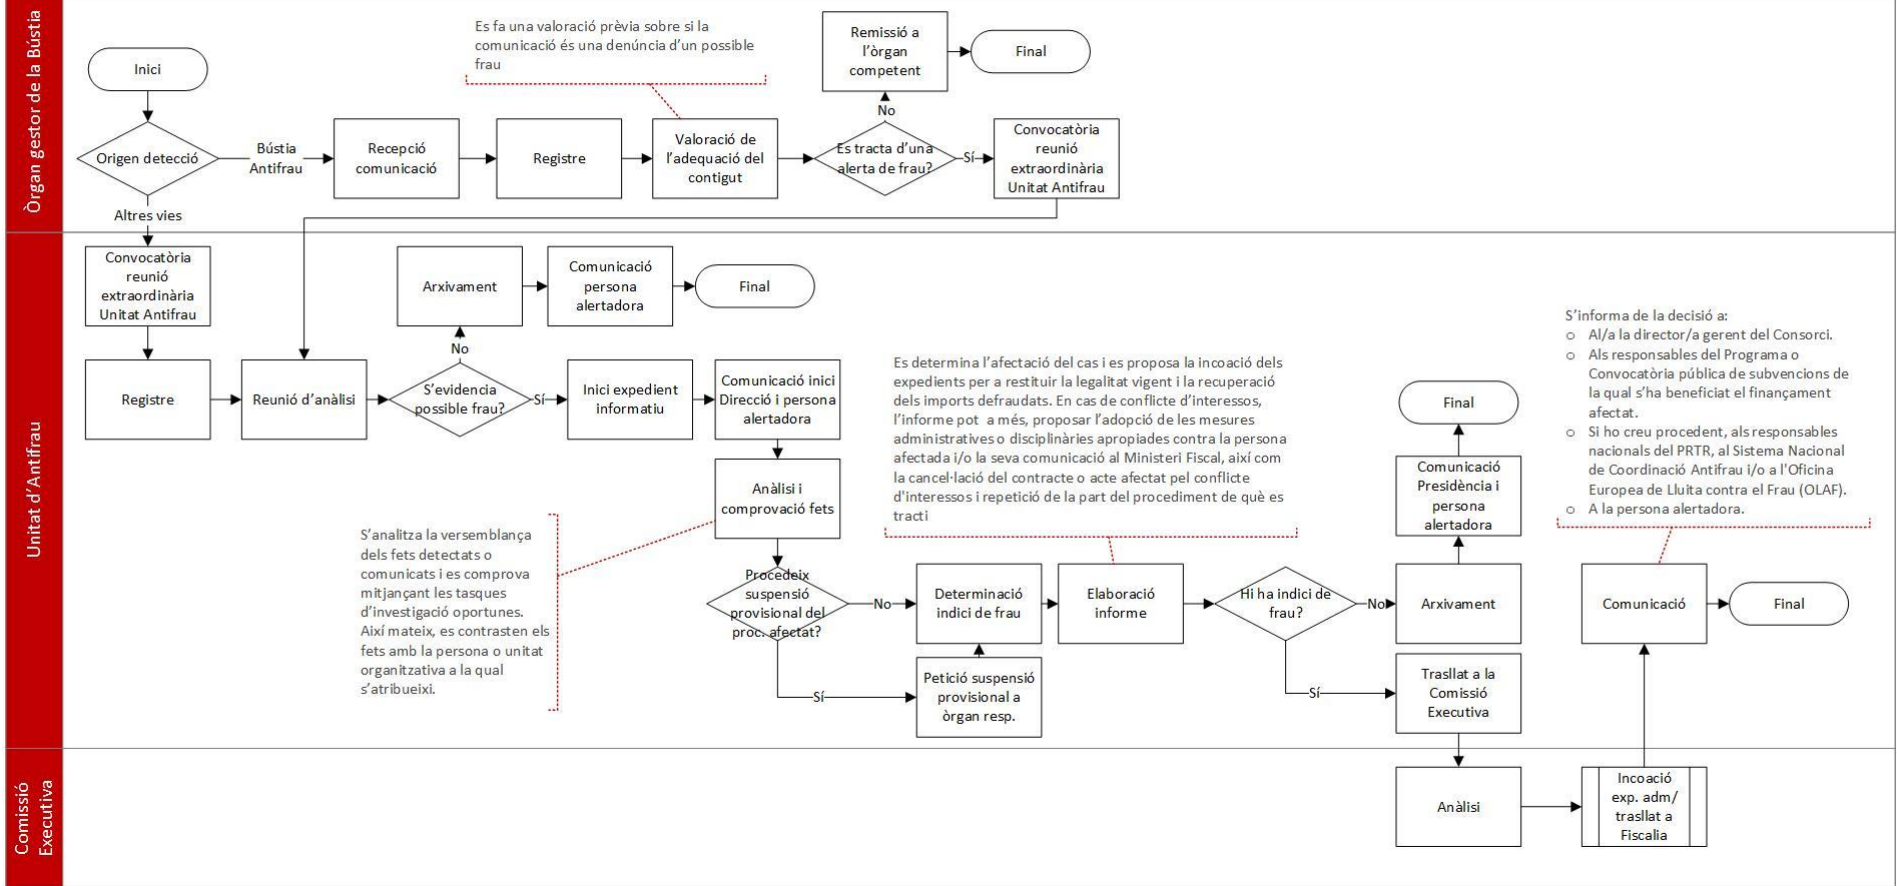 Òrgan gestor de la Bústia
Inici
Origen detecció
Bústia
Antifrau
Altres vies
Recepció
comunicació
Registre
Es fa una valoració prèvia sobre si la
comunicació és una denúncia d'un possible
frau
Valoració de
l'adequació del
contigut
Es tracta d'una
alerta de frau?
No
Remissió a
l'òrgan
competent
Final
Sí
Convocatòria
reunió
extraordinària
Unitat Antifrau
Unitat d'Antifrau
Convocatòria
reunió
extraordinària
Unitat Antifrau
Registre
Reunió d'anàlisi
S'evidencia
possible frau?
No
Arxivament
Comunicació
persona
alertadora
Final
Sí
Inici expedient
informatiu
Comunicació inici
Direcció i persona
alertadora
Anàlisi i
comprovació fets
S'analitza la versemblança
dels fets detectats o
comunicats i es comprova
mitjançant les tasques
d'investigació oportunes.
Així mateix, es contrasten els
fets amb la persona o unitat
organitzativa a la qual
s'atribueixi.
Procedeix
suspensió
provisional del
proc. afectat?
No
Sí
Petició suspensió
provisional a
òrgan resp.
Determinació
indici de frau
Es determina l'afectació del cas i es proposa la incoació dels
expedients per a restituir la legalitat vigent i la recuperació
dels imports defraudats. En cas de conflicte d'interessos,
l'informe pot  a més, proposar l'adopció de les mesures
administratives o disciplinàries apropiades contra la persona
afectada i/o la seva comunicació al Ministeri Fiscal, així com
la cancel·lació del contracte o acte afectat pel conflicte
d'interessos i repetició de la part del procediment de què es
tracti
Elaboració
informe
Hi ha indici de
frau?
No
Arxivament
Comunicació
Presidència i
persona
alertadora
Final
Sí
Trasllat a la
Comissió
Executiva
S'informa de la decisió a:
o Al/a la director/a gerent del Consorci.
o Als responsables del Programa o
Convocatòria pública de subvencions de
la qual s'ha beneficiat el finançament
afectat.
o Si ho creu procedent, als responsables
nacionals del PRTR, al Sistema Nacional
de Coordinació Antifrau i/o a l'Oficina
Europea de Lluita contra el Frau (OLAF).
o A la persona alertadora.
Comunicació
Final
Comissió
Executiva
Anàlisi
Incoació
exp. adm/
trasllat a
Fiscalia